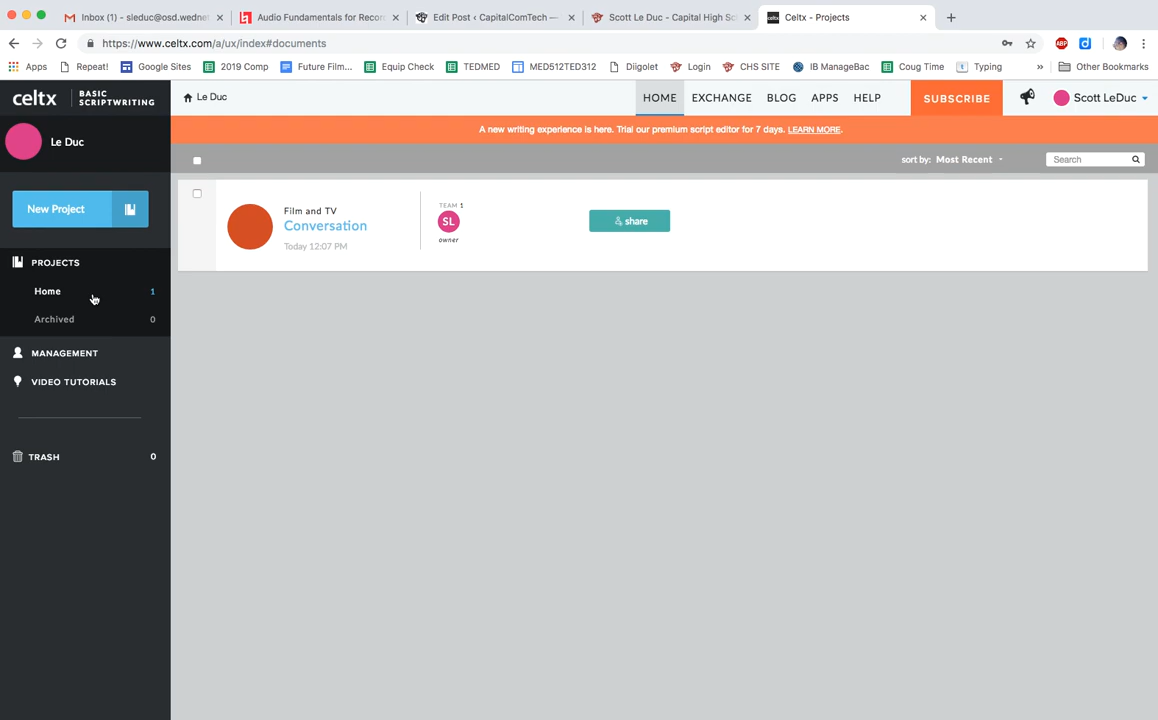 Inbox (1) - sleduc@osd.wednet
Audio Fundamentals for Recor
Edit Post ‹ CapitalComTech —
Scott Le Duc - Capital High Sc
Celtx - Projects
https://www.celtx.com/a/ux/index#documents
ABP
Apps
Repeat!
Google Sites
2019 Comp
Future Film...
Equip Check
TEDMED
MED512TED312
Diigolet
Login
CHS SITE
IB ManageBac
Coug Time
Typing
»
Other Bookmarks
celtx
BASIC SCRIPTWRITING
Le Duc
HOME
EXCHANGE
BLOG
APPS
HELP
SUBSCRIBE
Scott LeDuc
A new writing experience is here. Trial our premium script editor for 7 days. LEARN MORE.
Le Duc
sort by: Most Recent
Search
New Project
Film and TV
Conversation
Today 12:07 PM
TEAM 1
SL
owner
share
PROJECTS
Home 1
Archived 0
MANAGEMENT
VIDEO TUTORIALS
TRASH 0